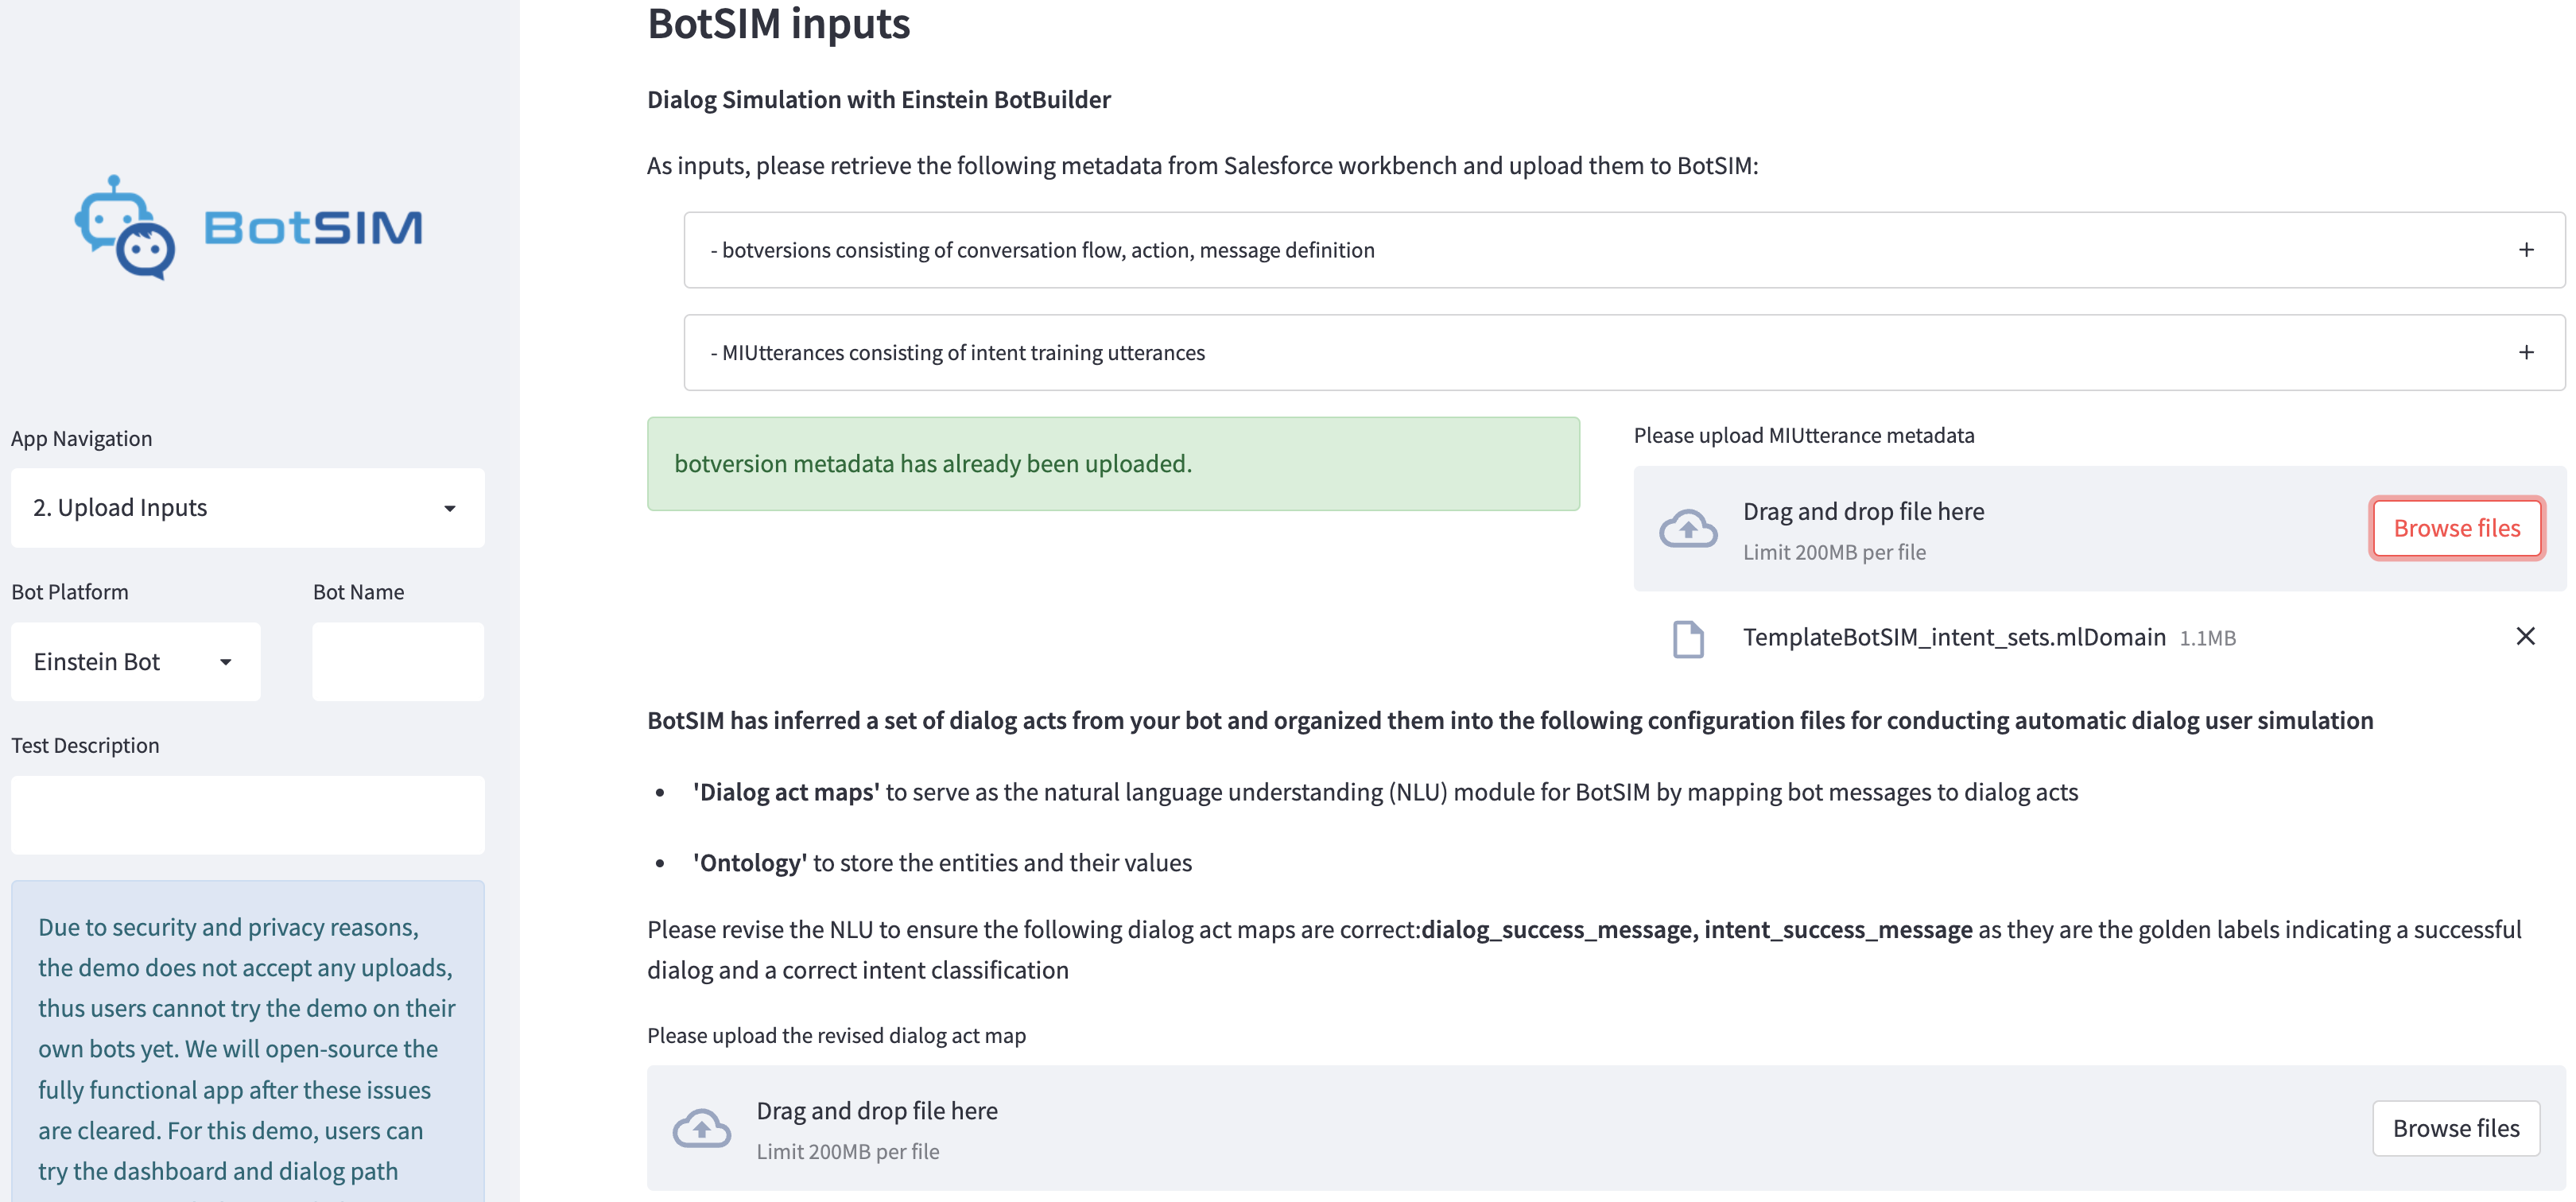 BotSIM
App Navigation
2. Upload Inputs
Bot Platform
Bot Name
Einstein Bot
Test Description
Due to security and privacy reasons,
the demo does not accept any uploads,
thus users cannot try the demo on their
own bots yet. We will open-source the
fully functional app after these issues
are cleared. For this demo, users can
try the dashboard and dialog path
BotSIM inputs
Dialog Simulation with Einstein BotBuilder
As inputs, please retrieve the following metadata from Salesforce workbench and upload them to BotSIM:
- botversions consisting of conversation flow, action, message definition
- MIUtterances consisting of intent training utterances
botversion metadata has already been uploaded.
Please upload MIUtterance metadata
Drag and drop file here
Limit 200MB per file
Browse files
TemplateBotSIM_intent_sets.mlDomain 1.1MB
BotSIM has inferred a set of dialog acts from your bot and organized them into the following configuration files for conducting automatic dialog user simulation
• 'Dialog act maps' to serve as the natural language understanding (NLU) module for BotSIM by mapping bot messages to dialog acts
• 'Ontology' to store the entities and their values
Please revise the NLU to ensure the following dialog act maps are correct:dialog_success_message, intent_success_message as they are the golden labels indicating a successful
dialog and a correct intent classification
Please upload the revised dialog act map
Drag and drop file here
Limit 200MB per file
Browse files